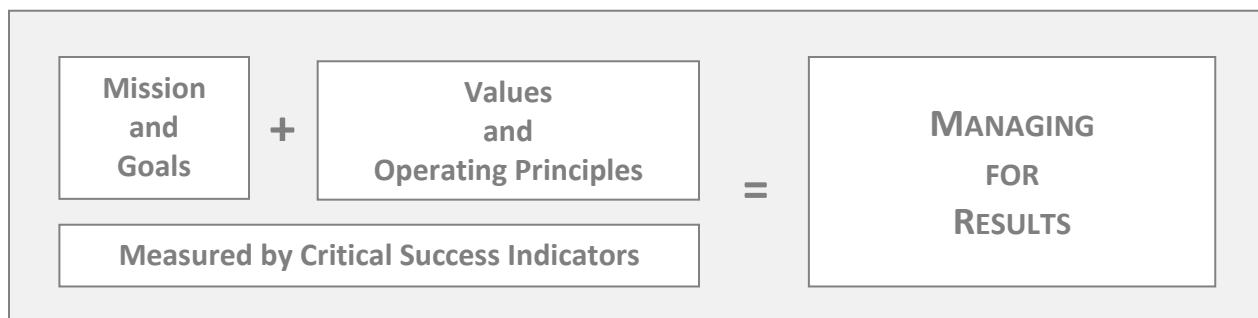 Mission
and
Goals
+
Values
and
Operating Principles
Measured by Critical Success Indicators
=
MANAGING
FOR
RESULTS